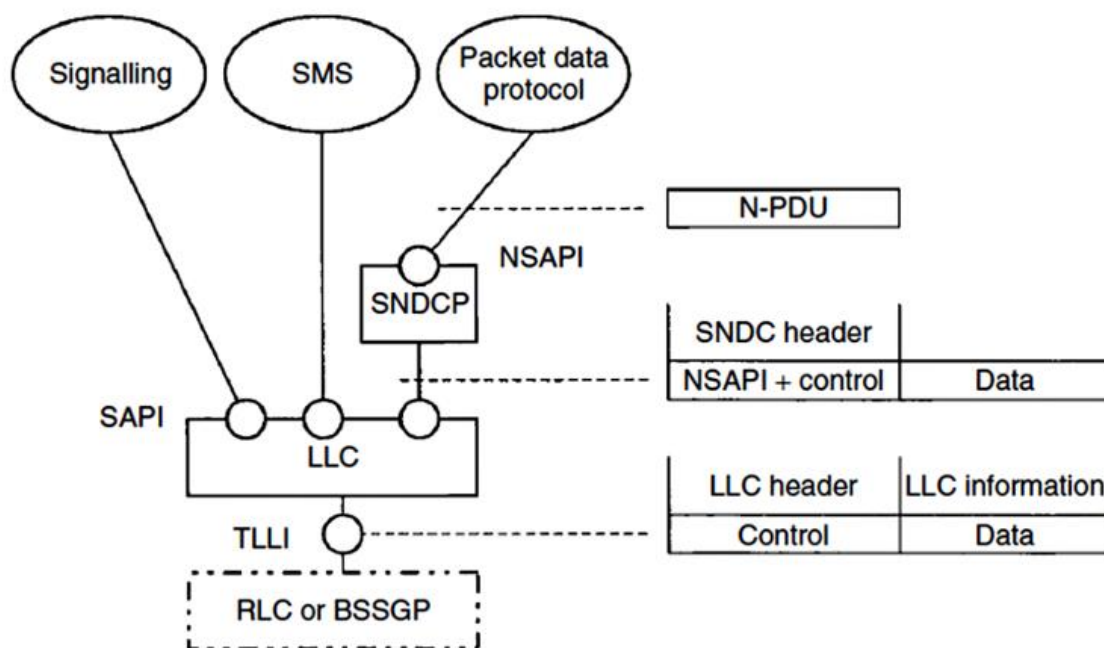 Signalling
SMS
Packet data
protocol
N-PDU
NSAPI
SNDCP
SNDC header
NSAPI + control
Data
SAPI
LLC
LLC header
LLC information
Control
Data
TLLI
RLC or BSSGP